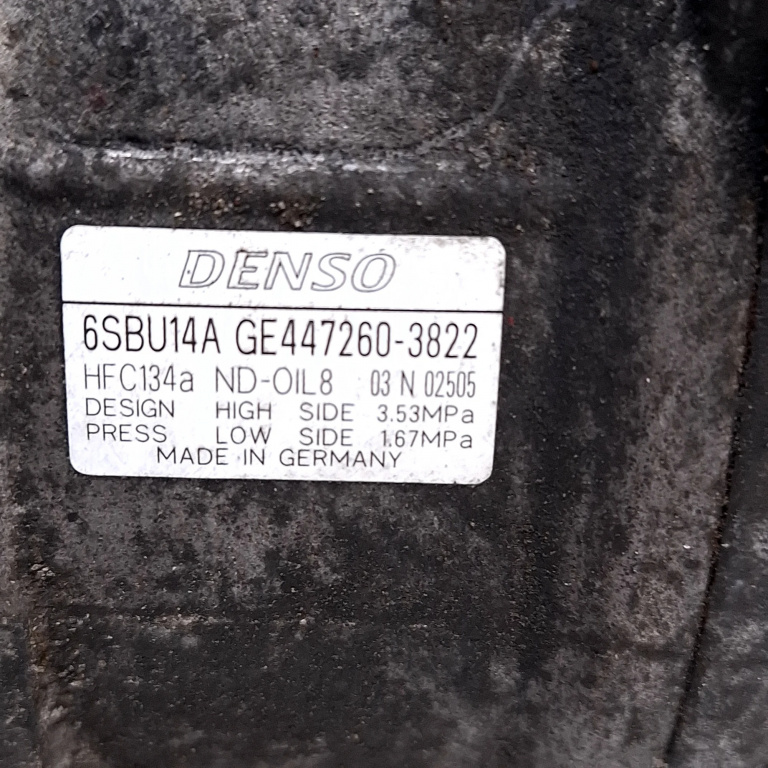 DENSO
6SBU14A GE447260-3822
HFC134a ND-OIL8 03 N 02505
DESIGN HIGH SIDE 3.53MPa
PRESS LOW SIDE 1.67MPa
MADE IN GERMANY